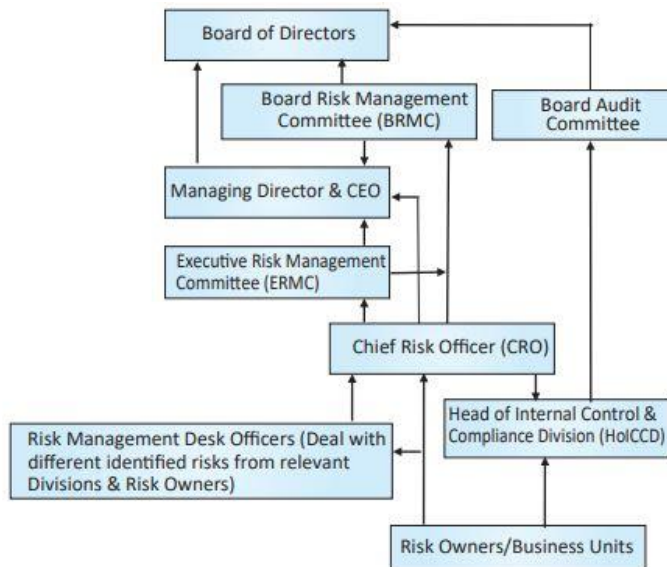 Board of Directors
Board Risk Management
Committee (BRMC)
Board Audit
Committee
Managing Director & CEO
Executive Risk Management
Committee (ERMC)
Chief Risk Officer (CRO)
Risk Management Desk Officers (Deal with
different identified risks from relevant
Divisions & Risk Owners)
Head of Internal Control &
Compliance Division (HoICCD)
Risk Owners/Business Units